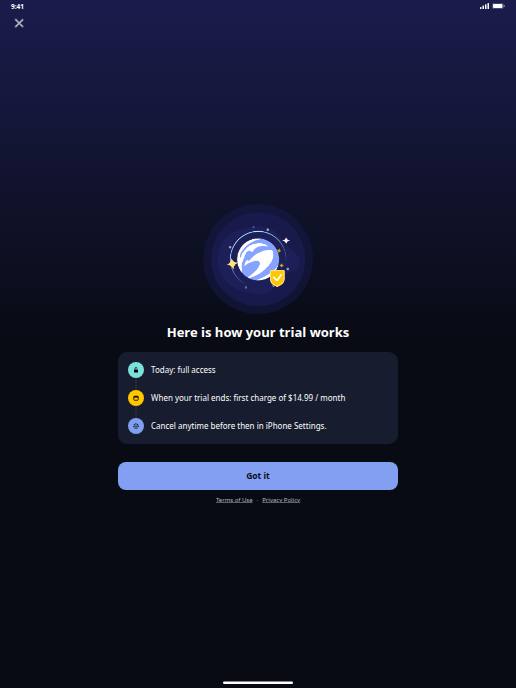 9:41
Here is how your trial works
Today: full access
When your trial ends: first charge of $14.99 / month
Cancel anytime before then in iPhone Settings.
Got it
Terms of Use · Privacy Policy